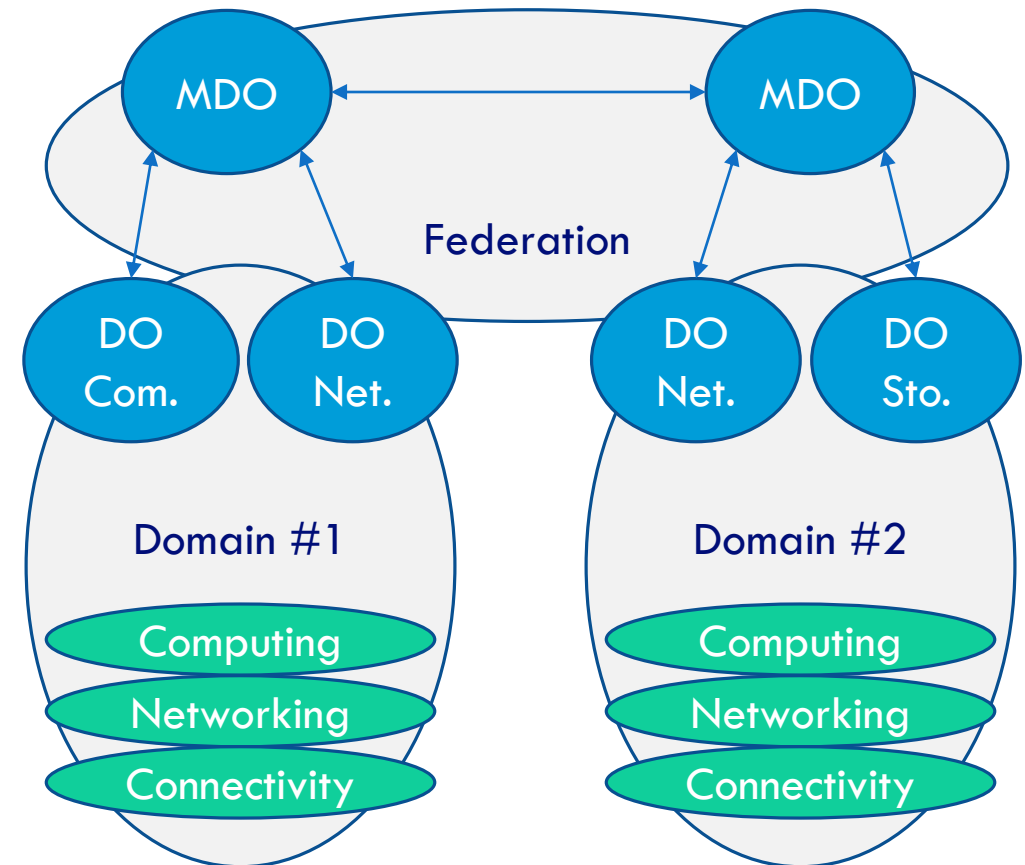 MDO
MDO
Federation
DO
Com.
DO
Net.
DO
Net.
DO
Sto.
Domain #1
Domain #2
Computing
Computing
Networking
Networking
Connectivity
Connectivity